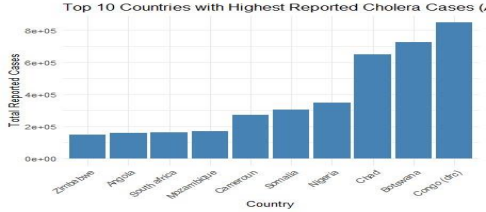 Top 10 Countries with Highest Reported Cholera Cases (
8e+05
6e+05
4e+05
2e+05
0e+00
Total Reported Cases
Zimbabwe
Angola
South africa
Mozambique
Cameroun
Somalia
Nigeria
Chad
Botswana
Congo (drc)
Country